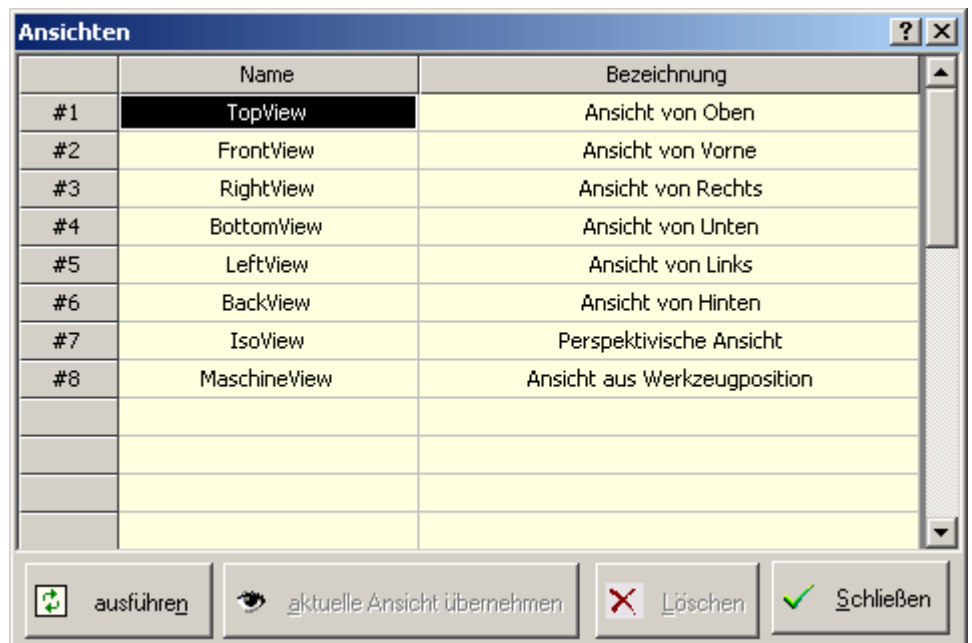 Ansichten
Name Bezeichnung
#1 TopView Ansicht von Oben
#2 FrontView Ansicht von Vorne
#3 RightView Ansicht von Rechts
#4 BottomView Ansicht von Unten
#5 LeftView Ansicht von Links
#6 BackView Ansicht von Hinten
#7 IsoView Perspektivische Ansicht
#8 MaschineView Ansicht aus Werkzeugposition
ausführen aktuelle Ansicht übernehmen Löschen Schließen